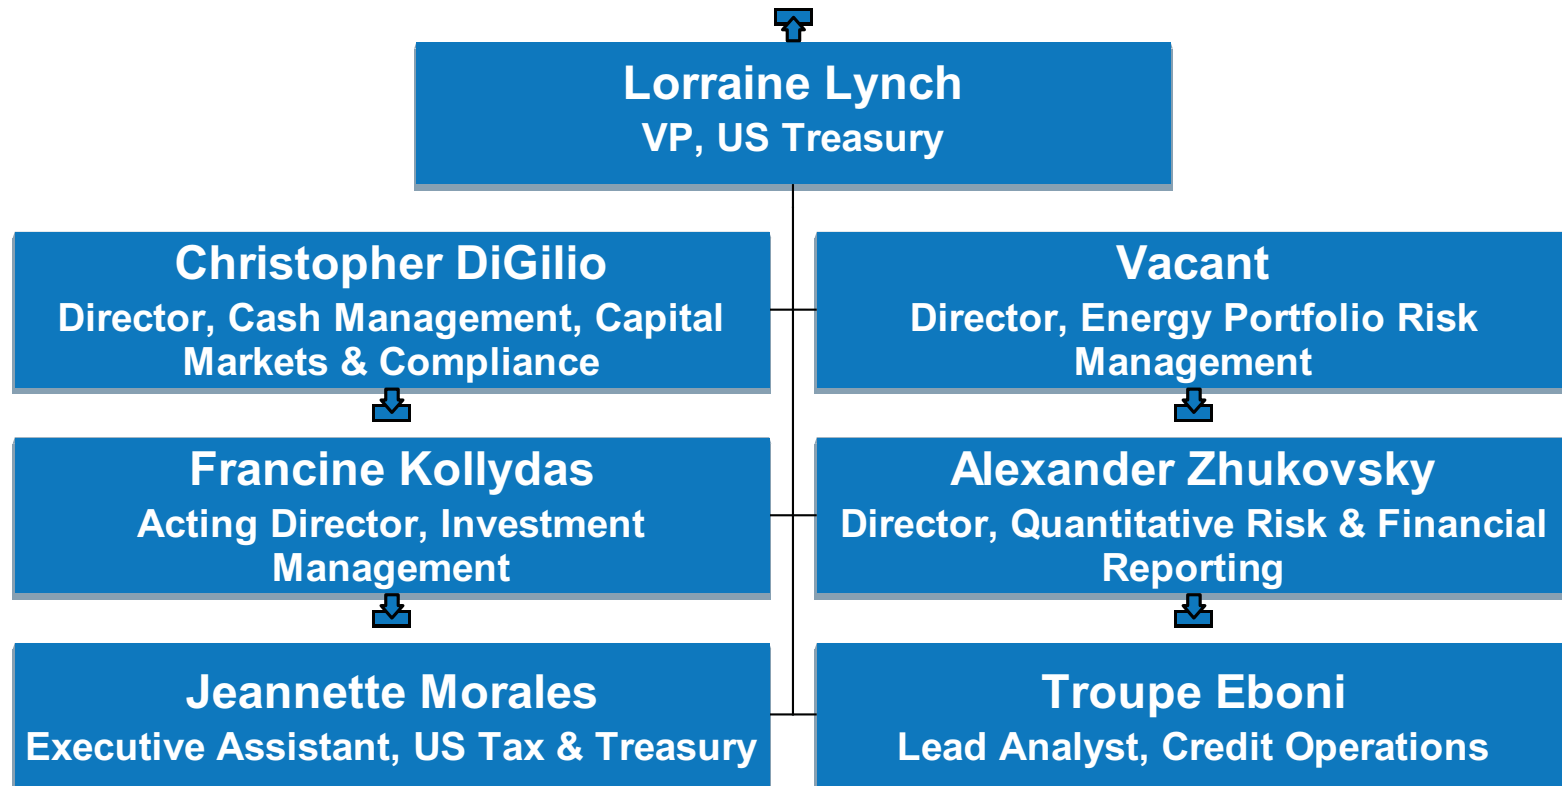 Lorraine Lynch
VP, US Treasury
Christopher DiGilio
Director, Cash Management, Capital
Markets & Compliance
Vacant
Director, Energy Portfolio Risk
Management
Francine Kollydas
Acting Director, Investment
Management
Alexander Zhukovsky
Director, Quantitative Risk & Financial
Reporting
Jeannette Morales
Executive Assistant, US Tax & Treasury
Troupe Eboni
Lead Analyst, Credit Operations